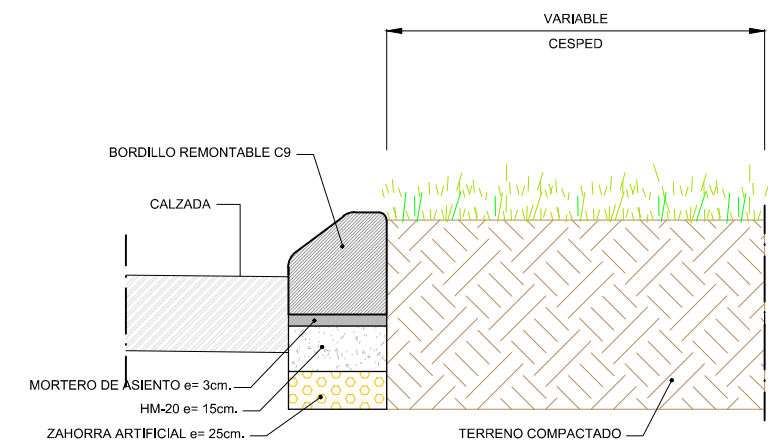 VARIABLE
CESPED
BORDILLO REMONTABLE C9
CALZADA
MORTERO DE ASIENTO e= 3cm.
HM-20 e= 15cm.
ZAHORRA ARTIFICIAL e= 25cm.
TERRENO COMPACTADO